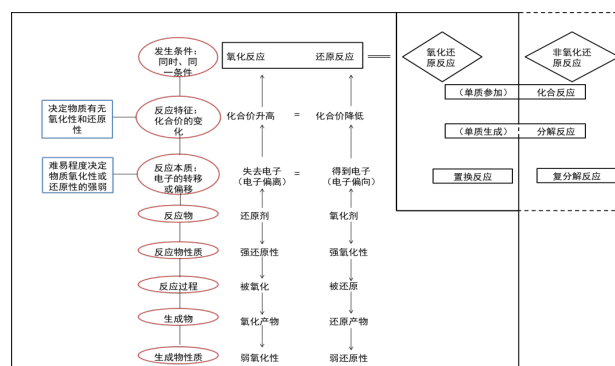 发生条件：
同时、同
一条件
氧化反应
还原反应
氧化还
原反应
非氧化还
原反应
（单质参加）
化合反应
决定物质有无
氧化性和还原
性
反应特征：
化合价的变
化
化合价升高
=
化合价降低
（单质生成）
分解反应
难易程度决定
物质氧化性或
还原性的强弱
反应本质：
电子的转移
或偏移
失去电子
（电子偏离）
=
得到电子
（电子偏向）
置换反应
复分解反应
反应物
还原剂
氧化剂
反应物性质
强还原性
强氧化性
反应过程
被氧化
被还原
生成物
氧化产物
还原产物
生成物性质
弱氧化性
弱还原性